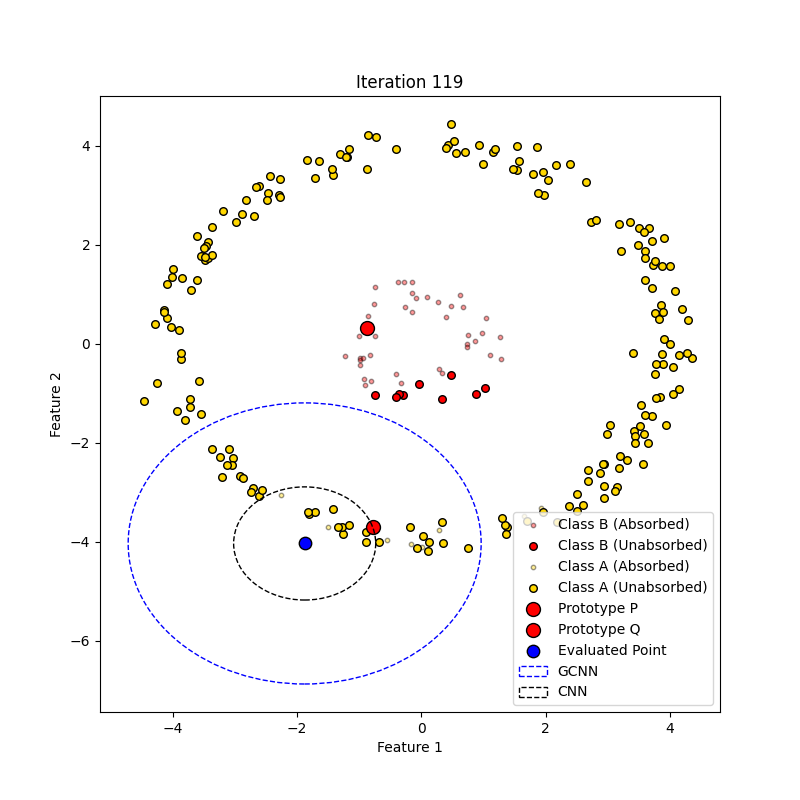 Iteration 119
Feature 2
4
2
0
−2
−4
−6
Class B (Absorbed)
Class B (Unabsorbed)
Class A (Absorbed)
Class A (Unabsorbed)
Prototype P
Prototype Q
Evaluated Point
GCNN
CNN
−4 −2 0 2 4
Feature 1